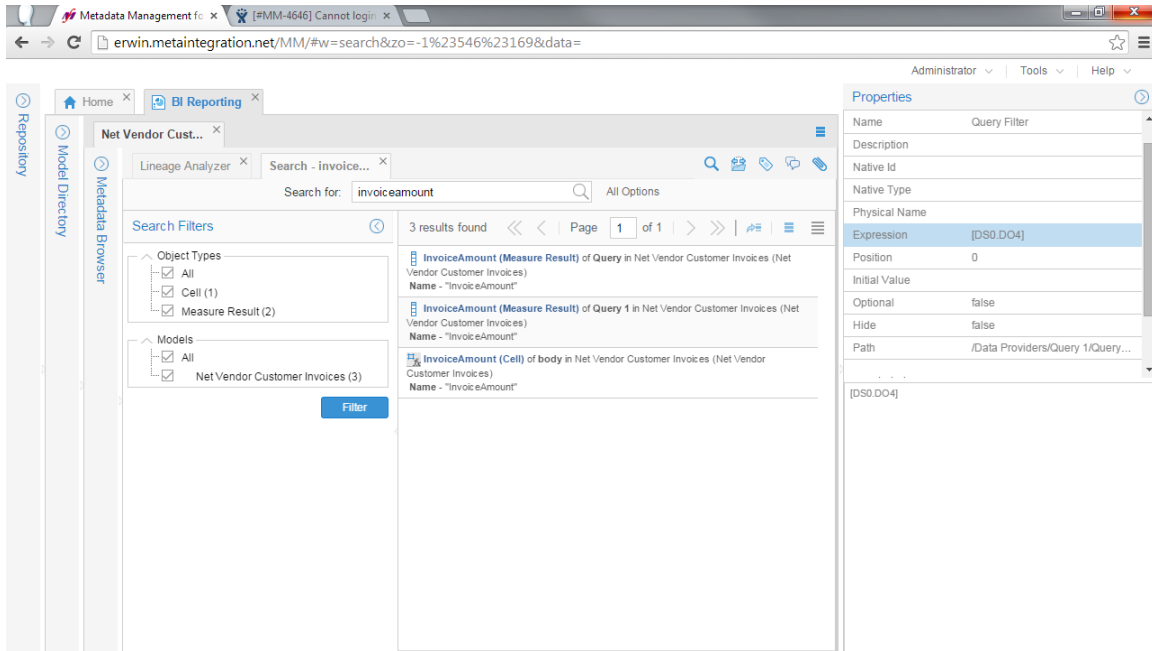 Metadata Management fo
[#MM-4646] Cannot login
erwin.metaintegration.net/MM/#w=search&zo=-1%23546%23169&data=
Administrator
Tools
Help
Repository
Home
BI Reporting
Model Directory
Net Vendor Cust...
Metadata Browser
Lineage Analyzer
Search - invoice...
Search for:
invoiceamount
All Options
Search Filters
Object Types
All
Cell (1)
Measure Result (2)
Models
All
Net Vendor Customer Invoices (3)
Filter
3 results found
Page 1 of 1
InvoiceAmount (Measure Result) of Query in Net Vendor Customer Invoices (Net
Vendor Customer Invoices)
Name - "InvoiceAmount"
InvoiceAmount (Measure Result) of Query 1 in Net Vendor Customer Invoices (Net
Vendor Customer Invoices)
Name - "InvoiceAmount"
InvoiceAmount (Cell) of body in Net Vendor Customer Invoices (Net Vendor
Customer Invoices)
Name - "InvoiceAmount"
Properties
Name Query Filter
Description
Native Id
Native Type
Physical Name
Expression [DS0.DO4]
Position 0
Initial Value
Optional false
Hide false
Path /Data Providers/Query 1/Query...
[DS0.DO4]